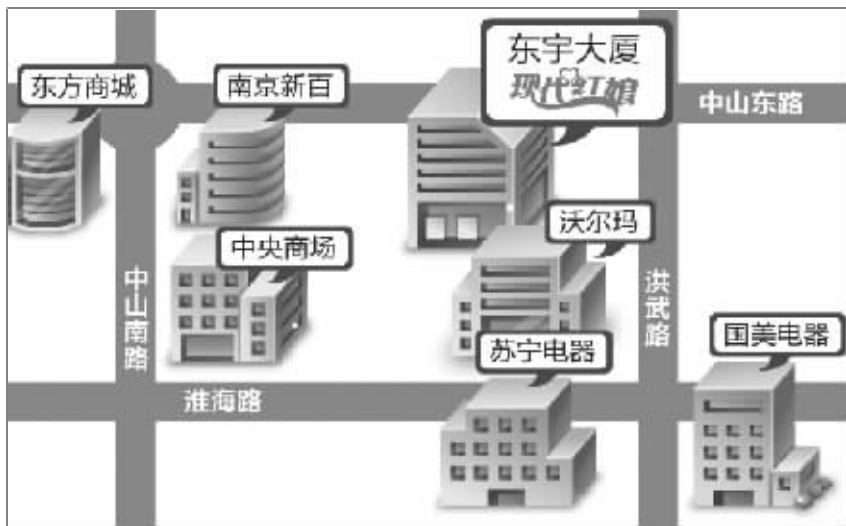 东宇大厦
现代红娘
东方商城
南京新百
中山东路
沃尔玛
中央商场
中山南路
洪武路
国美电器
苏宁电器
淮海路